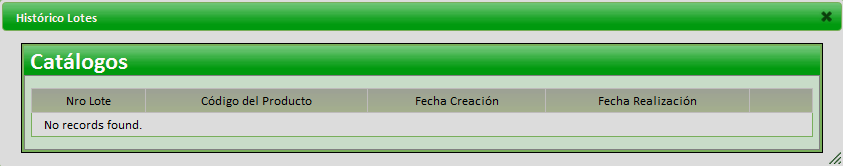 Histórico Lotes
Catálogos
Nro Lote Código del Producto Fecha Creación Fecha Realización
No records found.